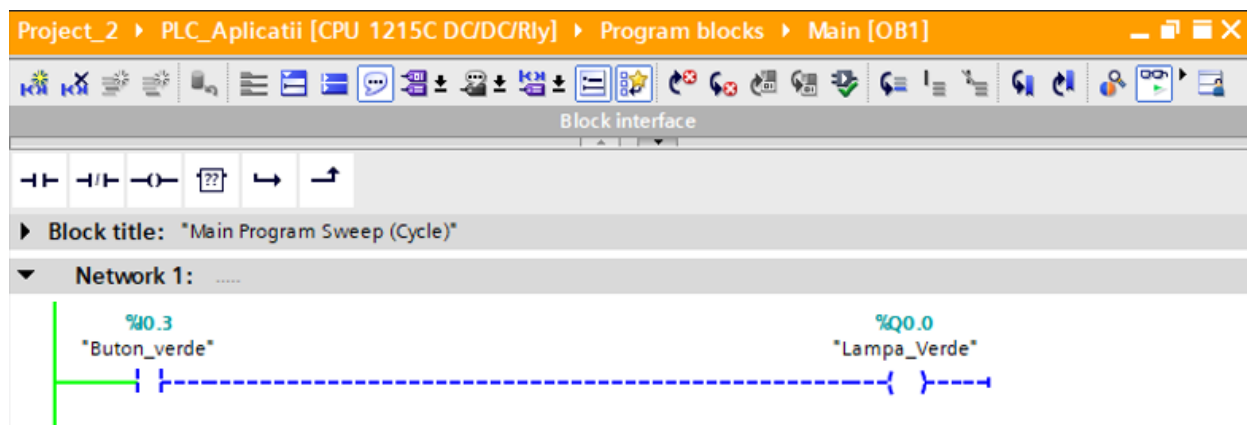 Project_2 ▸ PLC_Aplicatii [CPU 1215C DC/DC/Rly] ▸ Program blocks ▸ Main [OB1]
Block interface
??
Block title: "Main Program Sweep (Cycle)"
Network 1: .....
%I0.3
"Buton_verde"
%Q0.0
"Lampa_Verde"